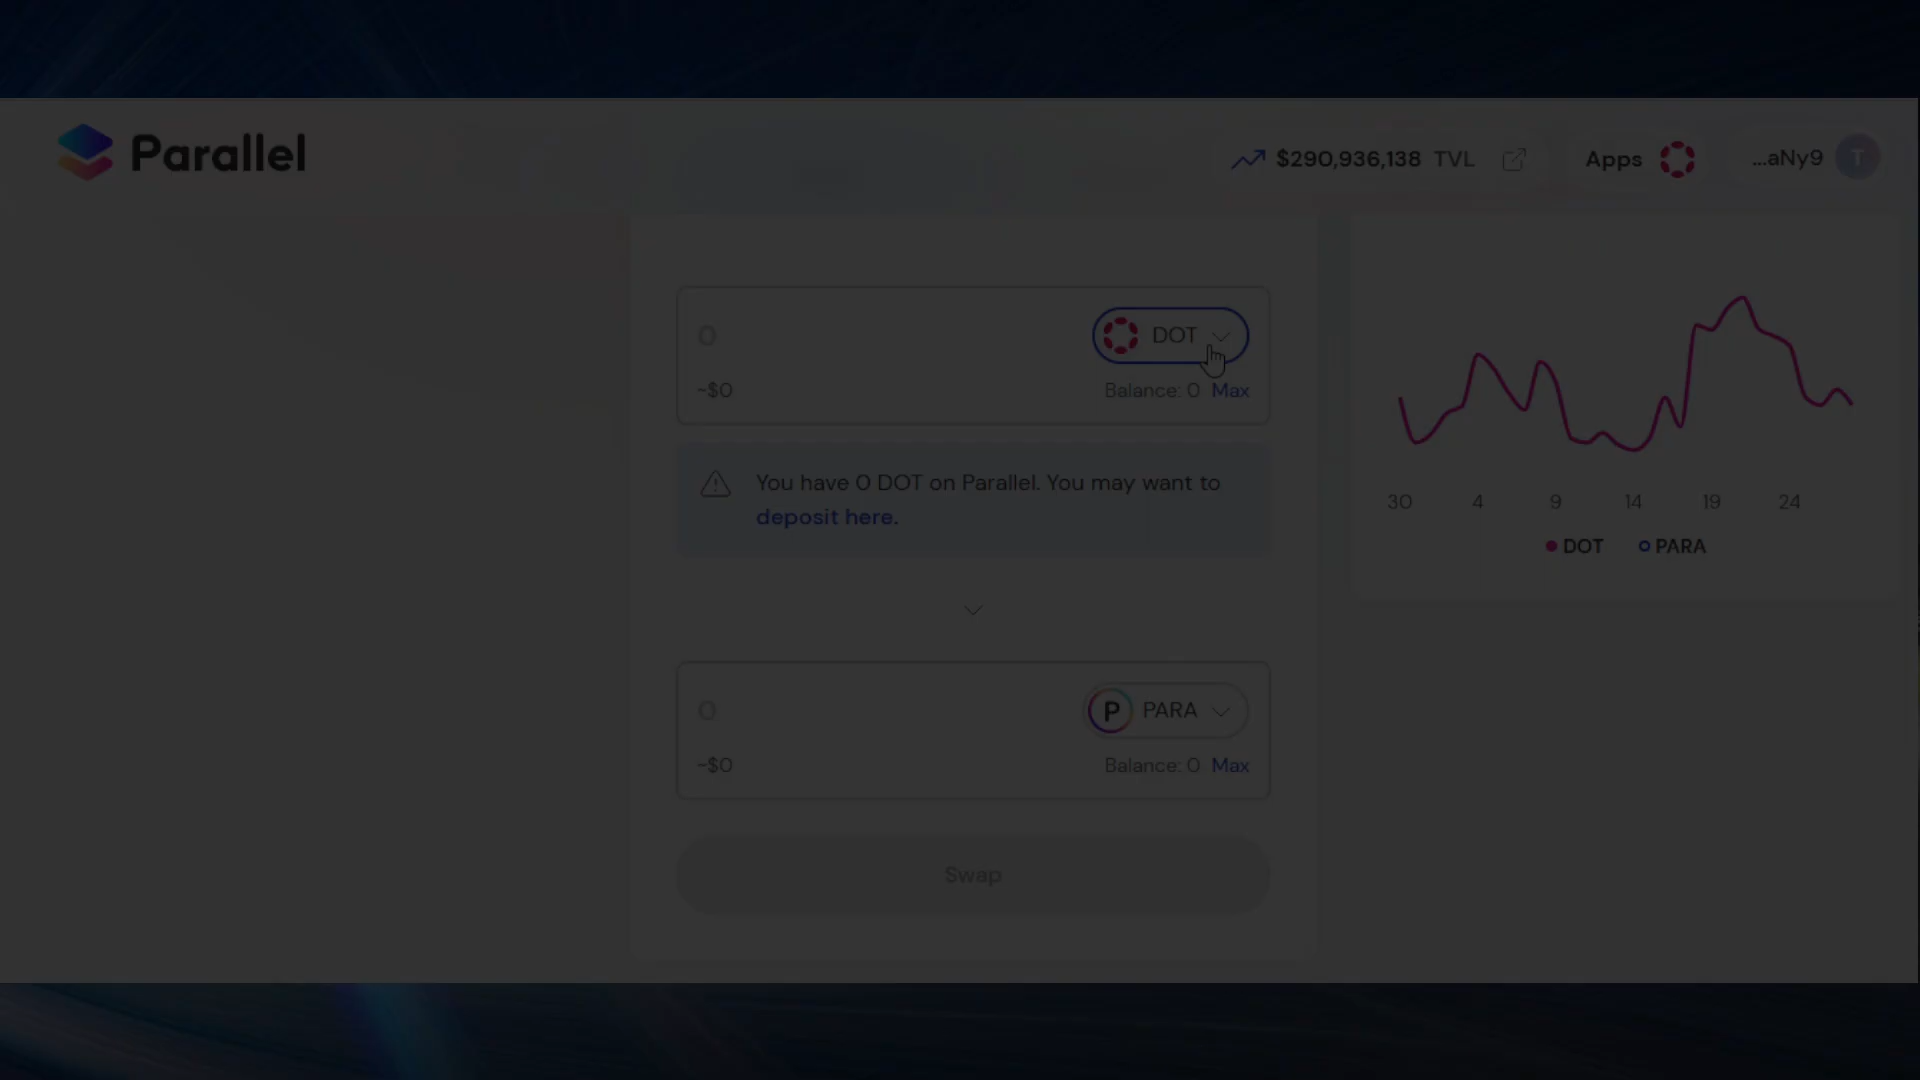 Parallel
$290,936,138 TVL
Apps
...aNy9
T
0
DOT
~$0
Balance: 0 Max
You have 0 DOT on Parallel. You may want to
deposit here.
0
P PARA
~$0
Balance: 0 Max
Swap
30 4 9 14 19 24
DOT PARA